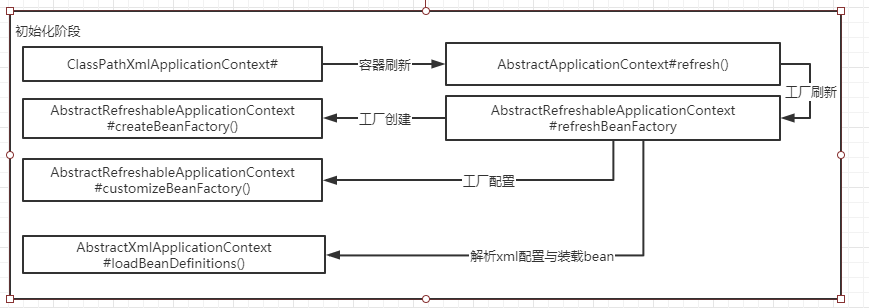 初始化阶段
ClassPathXmlApplicationContext#
容器刷新
AbstractApplicationContext#refresh()
工厂刷新
AbstractRefreshableApplicationContext
#createBeanFactory()
工厂创建
AbstractRefreshableApplicationContext
#refreshBeanFactory
AbstractRefreshableApplicationContext
#customizeBeanFactory()
工厂配置
AbstractXmlApplicationContext
#loadBeanDefinitions()
解析xml配置与装载bean